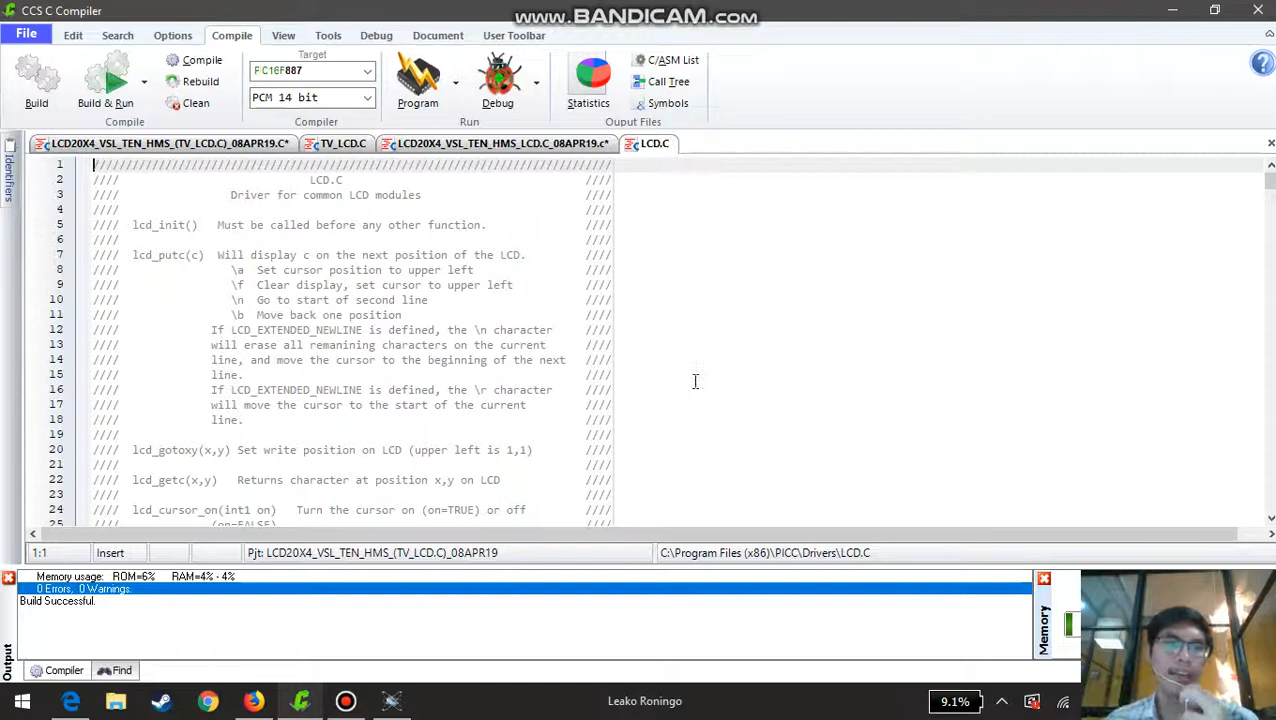 CCS C Compiler
www.BANDICAM.com
File Edit Search Options Compile View Tools Debug Document User Toolbar
Build
Build & Run
Compile
Rebuild
Clean
Compile
Target
PIC16F887
PCM 14 bit
Compiler
Program
Debug
Run
Statistics
C/ASM List
Call Tree
Symbols
Ouput Files
LCD20X4_VSL_TEN_HMS_(TV_LCD.C)_08APR19.C* TV_LCD.C LCD20X4_VSL_TEN_HMS_LCD.C_08APR19.c* LCD.C
Identifiers
1 ///////////////////////////////////////////////////////////////////////////////
2 //// LCD.C ////
3 //// Driver for common LCD modules ////
4 //// ////
5 //// lcd_init() Must be called before any other function. ////
6 //// ////
7 //// lcd_putc(c) Will display c on the next position of the LCD. ////
8 //// \a Set cursor position to upper left ////
9 //// \f Clear display, set cursor to upper left ////
10 //// \n Go to start of second line ////
11 //// \b Move back one position ////
12 //// If LCD_EXTENDED_NEWLINE is defined, the \n character ////
13 //// will erase all remanining characters on the current ////
14 //// line, and move the cursor to the beginning of the next ////
15 //// line. ////
16 //// If LCD_EXTENDED_NEWLINE is defined, the \r character ////
17 //// will move the cursor to the start of the current ////
18 //// line. ////
19 //// ////
20 //// lcd_gotoxy(x,y) Set write position on LCD (upper left is 1,1) ////
21 //// ////
22 //// lcd_getc(x,y) Returns character at position x,y on LCD ////
23 //// ////
24 //// lcd_cursor_on(int1 on) Turn the cursor on (on=TRUE) or off ////
25 //// (on=FALSE) ////
1:1 Insert Pjt: LCD20X4_VSL_TEN_HMS_(TV_LCD.C)_08APR19 C:\Program Files (x86)\PICC\Drivers\LCD.C
Memory usage: ROM=6% RAM=4% - 4%
0 Errors, 0 Warnings.
Build Successful.
Output
Memory
Compiler Find
Leako Roningo
9.1%